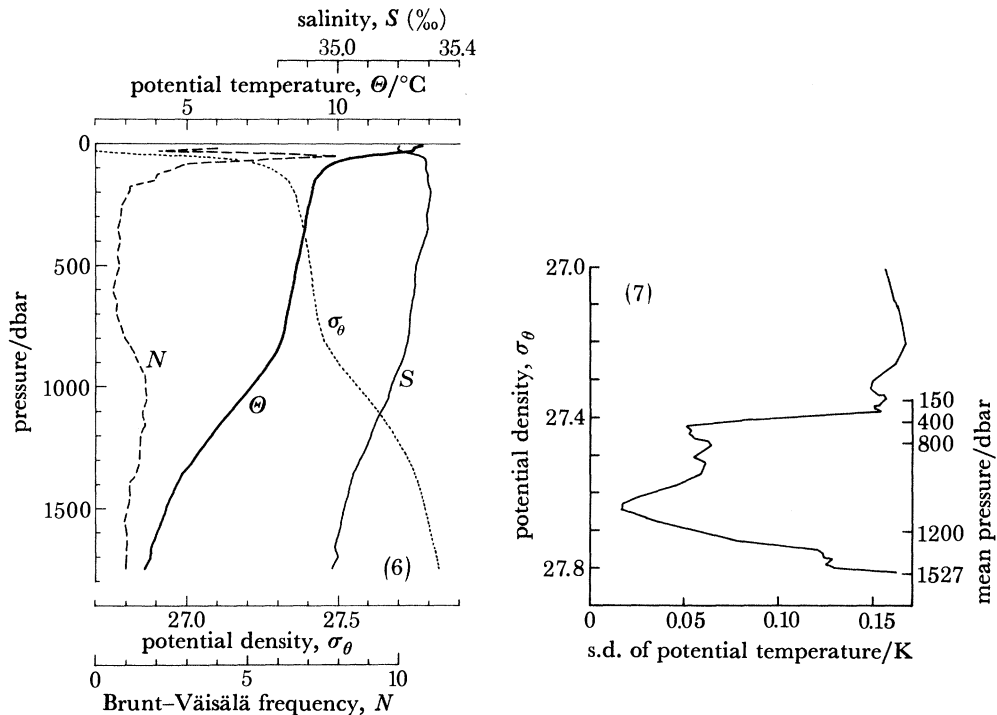 salinity, S (‰)
35.0 35.4
potential temperature, Θ/°C
5 10
0
500
1000
1500
pressure/dbar
N
Θ
σθ
S
(6)
27.0 27.5
potential density, σθ
0 5 10
Brunt–Väisälä frequency, N
27.0
27.4
27.8
potential density, σθ
(7)
150
400
800
1200
1527
mean pressure/dbar
0 0.05 0.10 0.15
s.d. of potential temperature/K